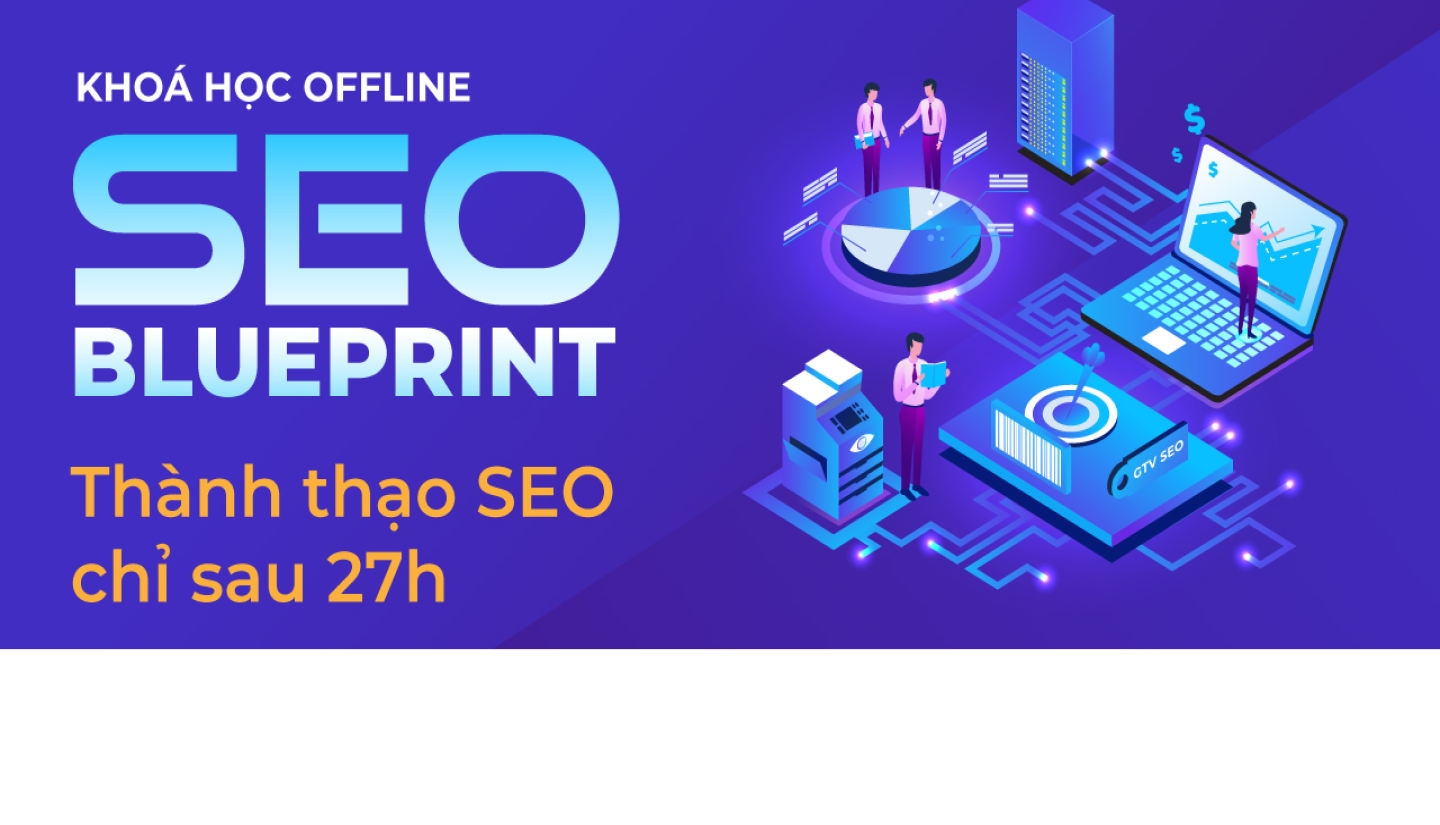 KHOÁ HỌC OFFLINE
SEO
BLUEPRINT
Thành thạo SEO
chỉ sau 27h
$
$
$
GTV SEO